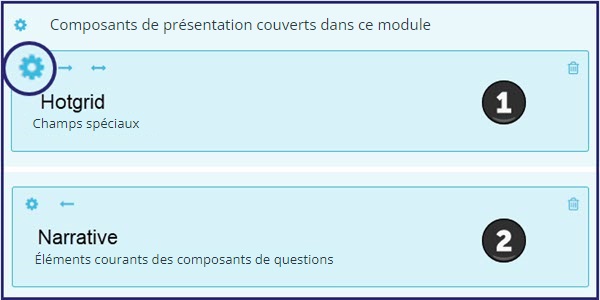 Composants de présentation couverts dans ce module
Hotgrid
1
Champs spéciaux
Narrative
2
Éléments courants des composants de questions